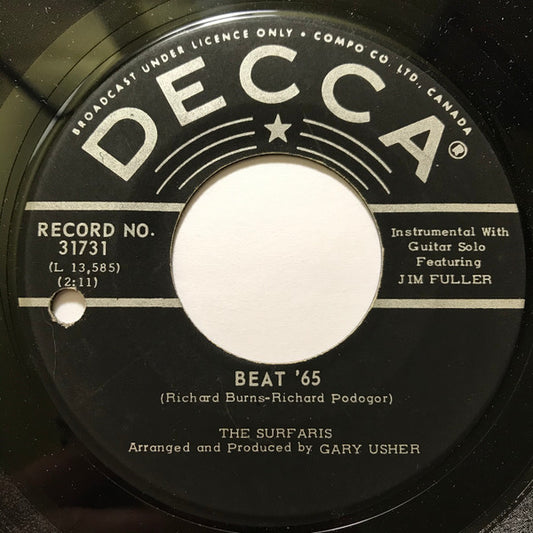 BROADCAST UNDER LICENCE ONLY • COMPO CO. LTD., CANADA
DECCA®
RECORD NO.
31731
(L 13,585)
(2:11)
Instrumental With
Guitar Solo
Featuring
JIM FULLER
BEAT '65
(Richard Burns-Richard Podogor)
THE SURFARIS
Arranged and Produced by GARY USHER